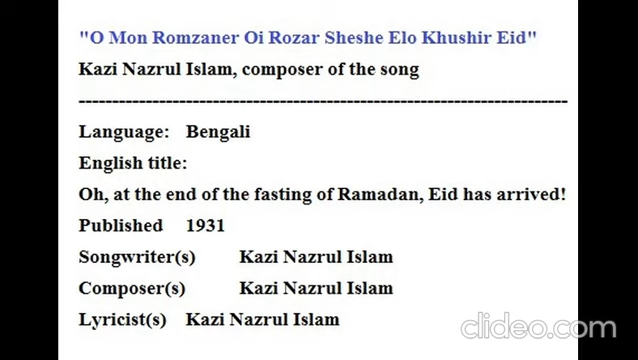 "O Mon Romzaner Oi Rozar Sheshe Elo Khushir Eid"
Kazi Nazrul Islam, composer of the song
--------------------------------------------------------------------------
Language: Bengali
English title:
Oh, at the end of the fasting of Ramadan, Eid has arrived!
Published 1931
Songwriter(s) Kazi Nazrul Islam
Composer(s) Kazi Nazrul Islam
Lyricist(s) Kazi Nazrul Islam
clideo.com